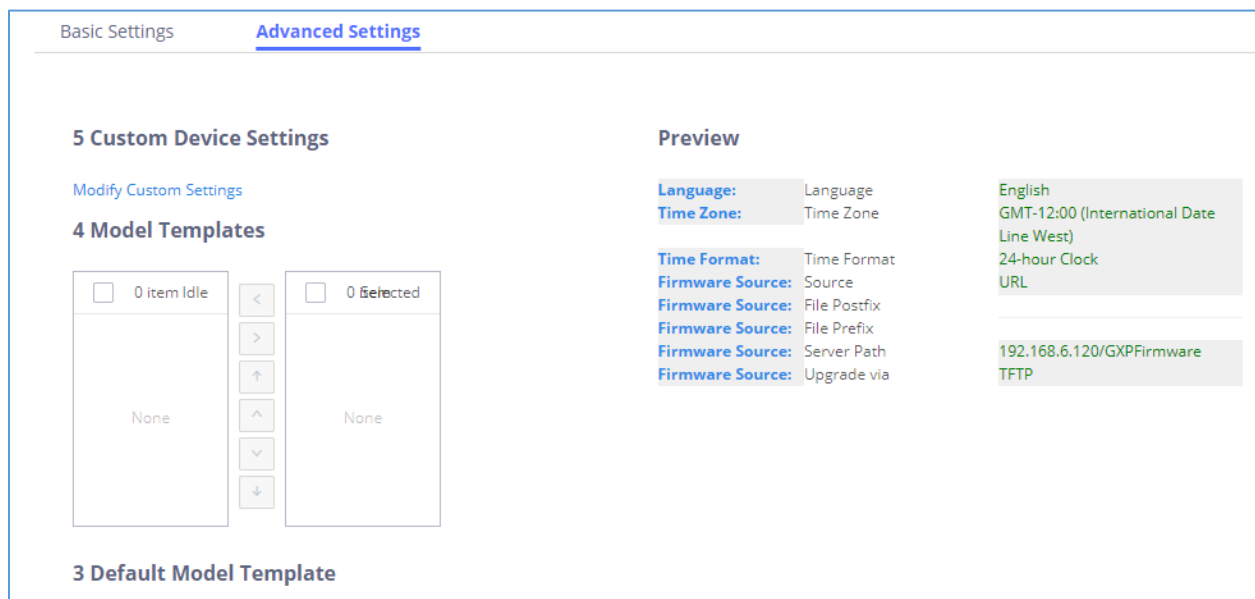 Basic Settings Advanced Settings
5 Custom Device Settings
Modify Custom Settings
4 Model Templates
0 item Idle
None
0 Selected
None
3 Default Model Template
Preview
Language: Language English
Time Zone: Time Zone GMT-12:00 (International Date
Line West)
Time Format: Time Format 24-hour Clock
Firmware Source: Source URL
Firmware Source: File Postfix
Firmware Source: File Prefix
Firmware Source: Server Path 192.168.6.120/GXPFirmware
Firmware Source: Upgrade via TFTP